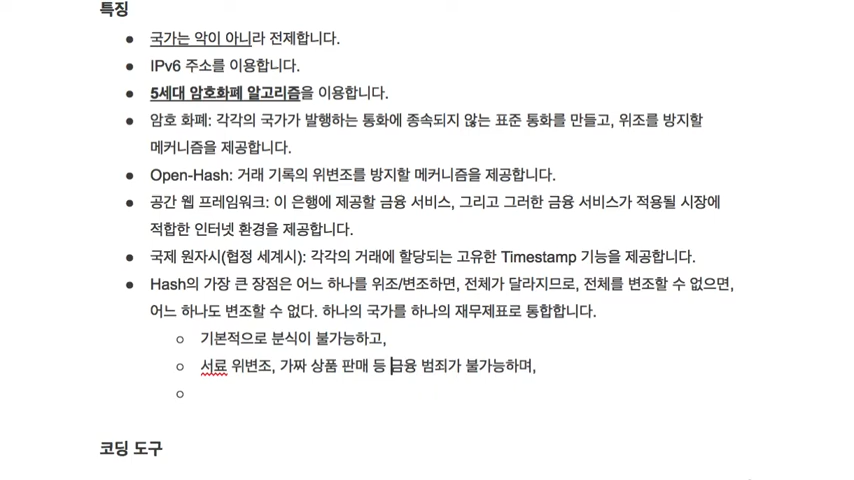 특징
국가는 악이 아니라 전제합니다.
IPv6 주소를 이용합니다.
5세대 암호화폐 알고리즘을 이용합니다.
암호 화폐: 각각의 국가가 발행하는 통화에 종속되지 않는 표준 통화를 만들고, 위조를 방지할
메커니즘을 제공합니다.
Open-Hash: 거래 기록의 위변조를 방지할 메커니즘을 제공합니다.
공간 웹 프레임워크: 이 은행에 제공할 금융 서비스, 그리고 그러한 금융 서비스가 적용될 시장에
적합한 인터넷 환경을 제공합니다.
국제 원자시(협정 세계시): 각각의 거래에 할당되는 고유한 Timestamp 기능을 제공합니다.
Hash의 가장 큰 장점은 어느 하나를 위조/변조하면, 전체가 달라지므로, 전체를 변조할 수 없으면,
어느 하나도 변조할 수 없다. 하나의 국가를 하나의 재무제표로 통합합니다.
기본적으로 분식이 불가능하고,
서료 위변조, 가짜 상품 판매 등 금융 범죄가 불가능하며,
코딩 도구